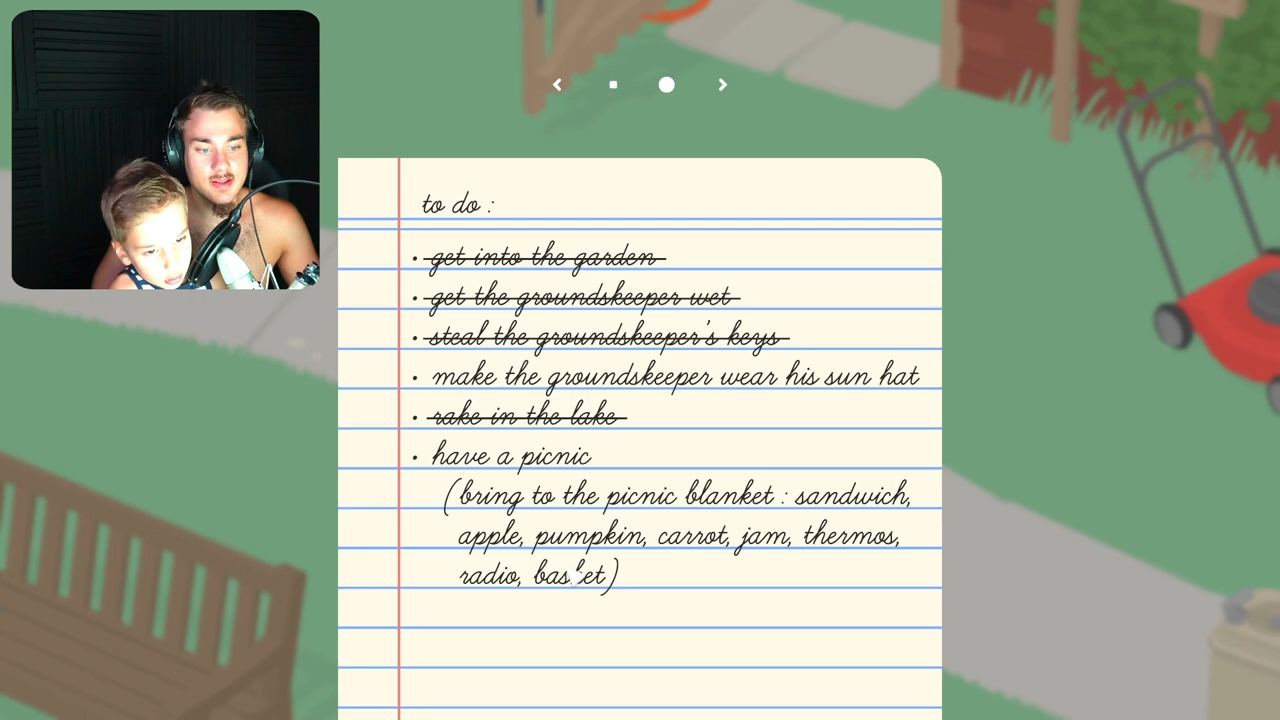 to do :
• get into the garden
• get the groundskeeper wet
• steal the groundskeeper's keys
• make the groundskeeper wear his sun hat
• rake in the lake
• have a picnic
(bring to the picnic blanket : sandwich,
apple, pumpkin, carrot, jam, thermos,
radio, basket)